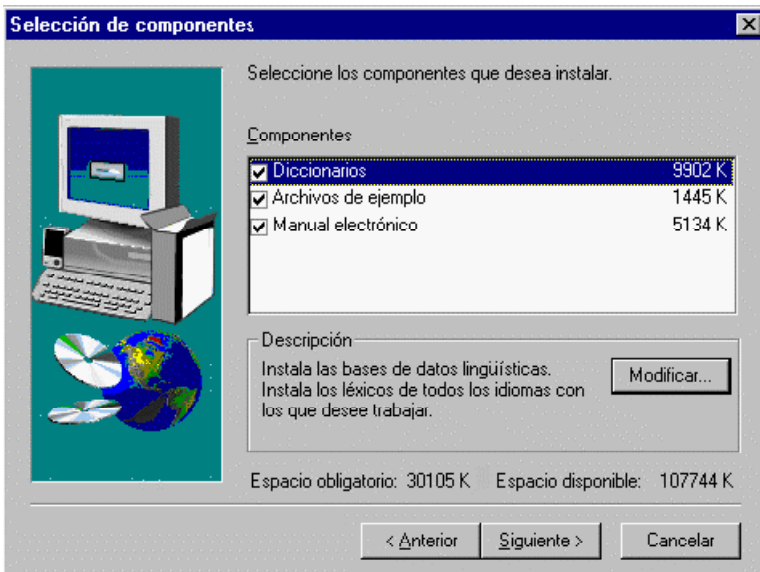 Selección de componentes
Seleccione los componentes que desea instalar.
Componentes
Diccionarios 9902 K
Archivos de ejemplo 1445 K
Manual electrónico 5134 K
Descripción
Instala las bases de datos lingüísticas.
Instala los léxicos de todos los idiomas con
los que desee trabajar.
Modificar...
Espacio obligatorio: 30105 K Espacio disponible: 107744 K
< Anterior Siguiente > Cancelar